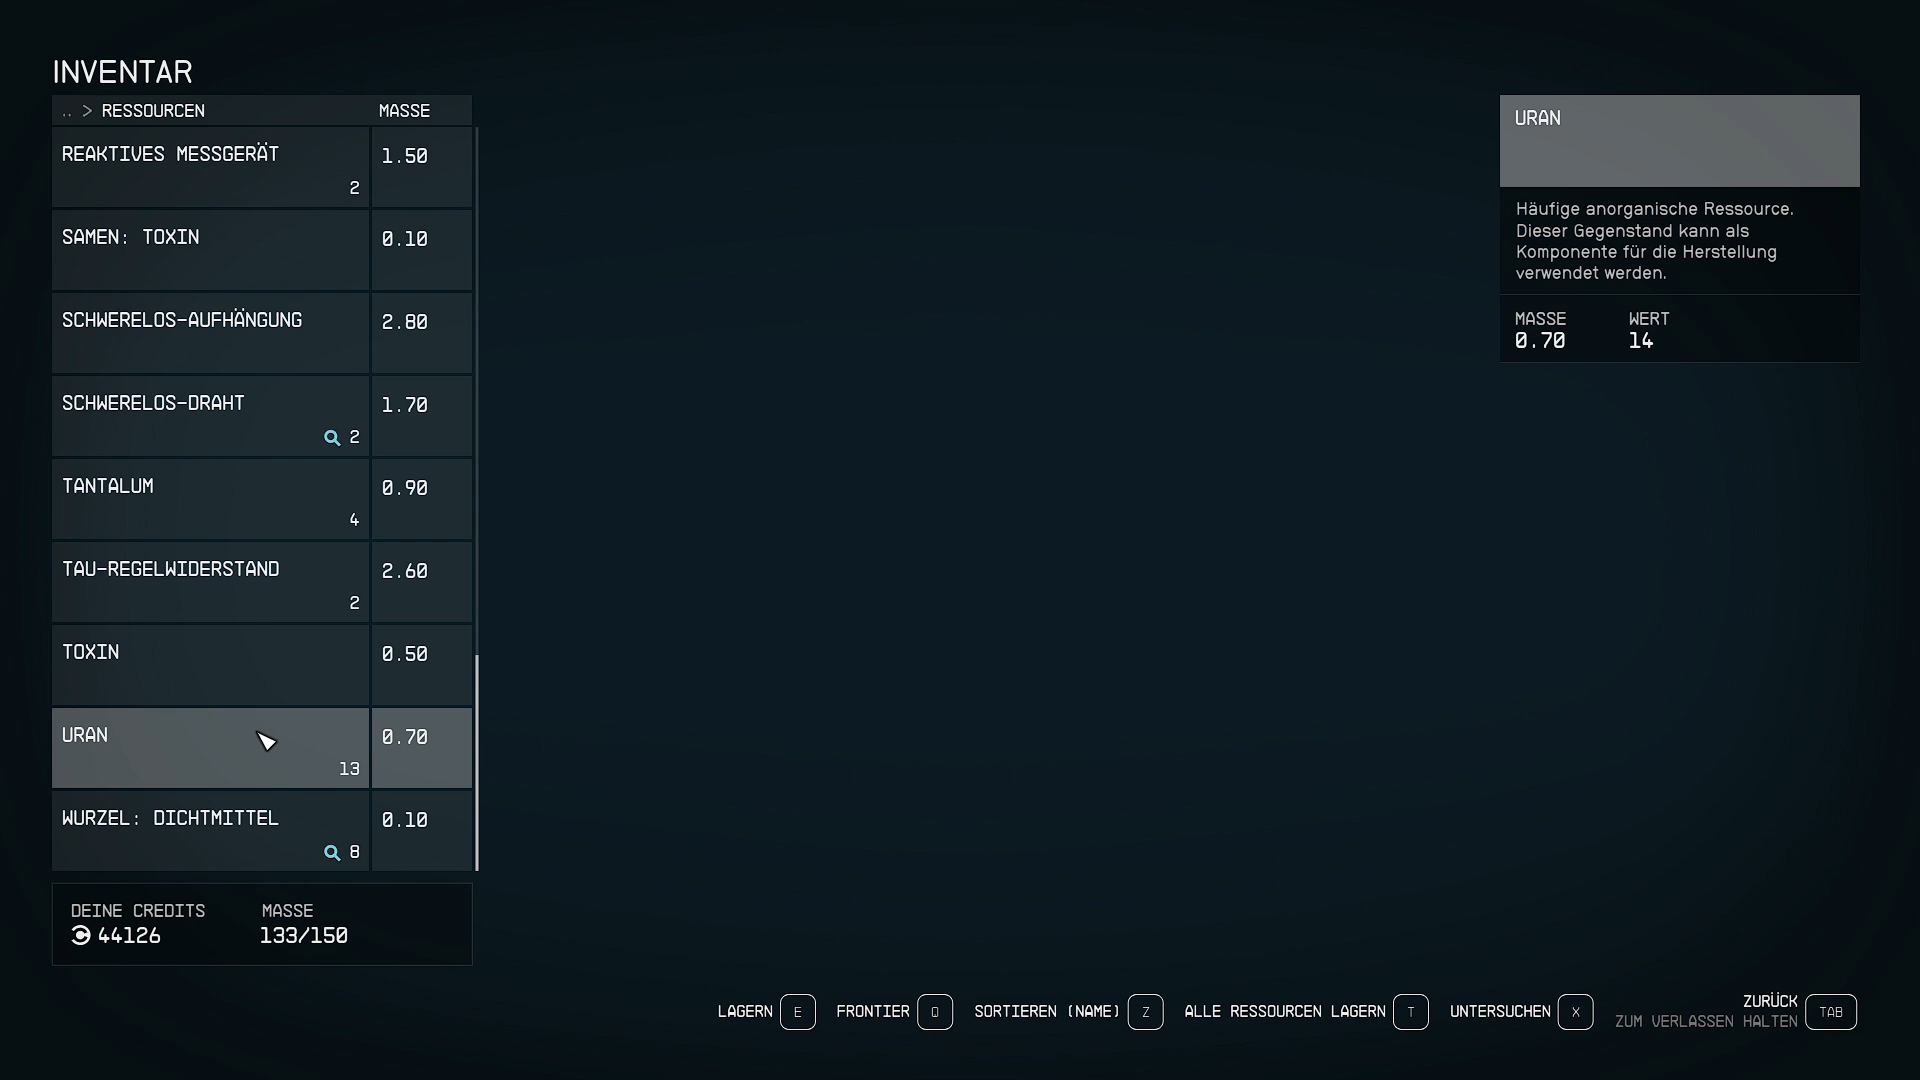 INVENTAR
.. > RESSOURCEN MASSE
REAKTIVES MESSGERÄT 1.50
2
SAMEN: TOXIN 0.10
SCHWERELOS-AUFHÄNGUNG 2.80
SCHWERELOS-DRAHT 1.70
2
TANTALUM 0.90
4
TAU-REGELWIDERSTAND 2.60
2
TOXIN 0.50
URAN 0.70
13
WURZEL: DICHTMITTEL 0.10
8
DEINE CREDITS MASSE
44126 133/150
URAN
Häufige anorganische Ressource.
Dieser Gegenstand kann als
Komponente für die Herstellung
verwendet werden.
MASSE WERT
0.70 14
LAGERN E FRONTIER Q SORTIEREN (NAME) Z ALLE RESSOURCEN LAGERN T UNTERSUCHEN X ZURÜCK TAB
ZUM VERLASSEN HALTEN